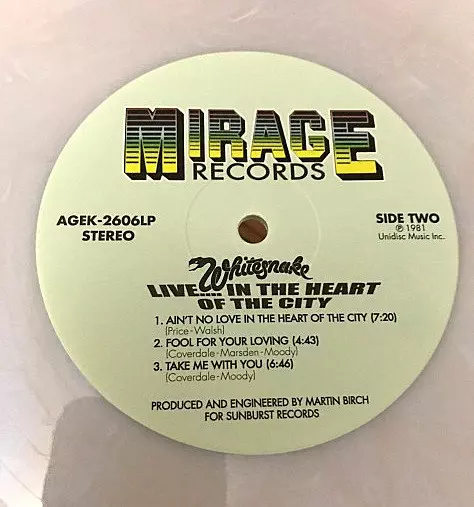 MIRAGE
RECORDS
AGEK-2606LP
STEREO
SIDE TWO
℗ 1981
Unidisc Music Inc.
Whitesnake
LIVE.... IN THE HEART
OF THE CITY
1. AIN'T NO LOVE IN THE HEART OF THE CITY (7:20)
(Price-Walsh)
2. FOOL FOR YOUR LOVING (4:43)
(Coverdale-Marsden-Moody)
3. TAKE ME WITH YOU (6:46)
(Coverdale-Moody)
PRODUCED AND ENGINEERED BY MARTIN BIRCH
FOR SUNBURST RECORDS